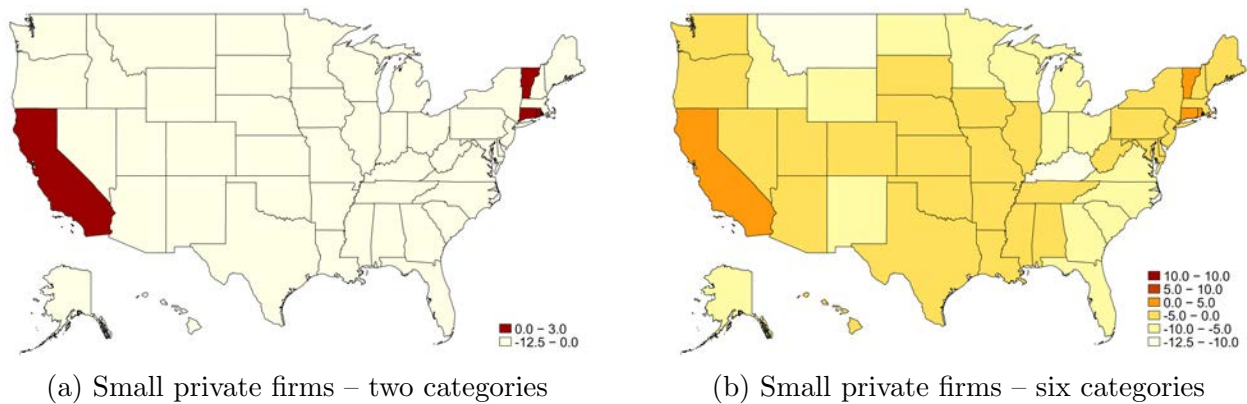 0.0 – 3.0
-12.5 – 0.0
(a) Small private firms – two categories
10.0 – 10.0
5.0 – 10.0
0.0 – 5.0
-5.0 – 0.0
-10.0 – -5.0
-12.5 – -10.0
(b) Small private firms – six categories